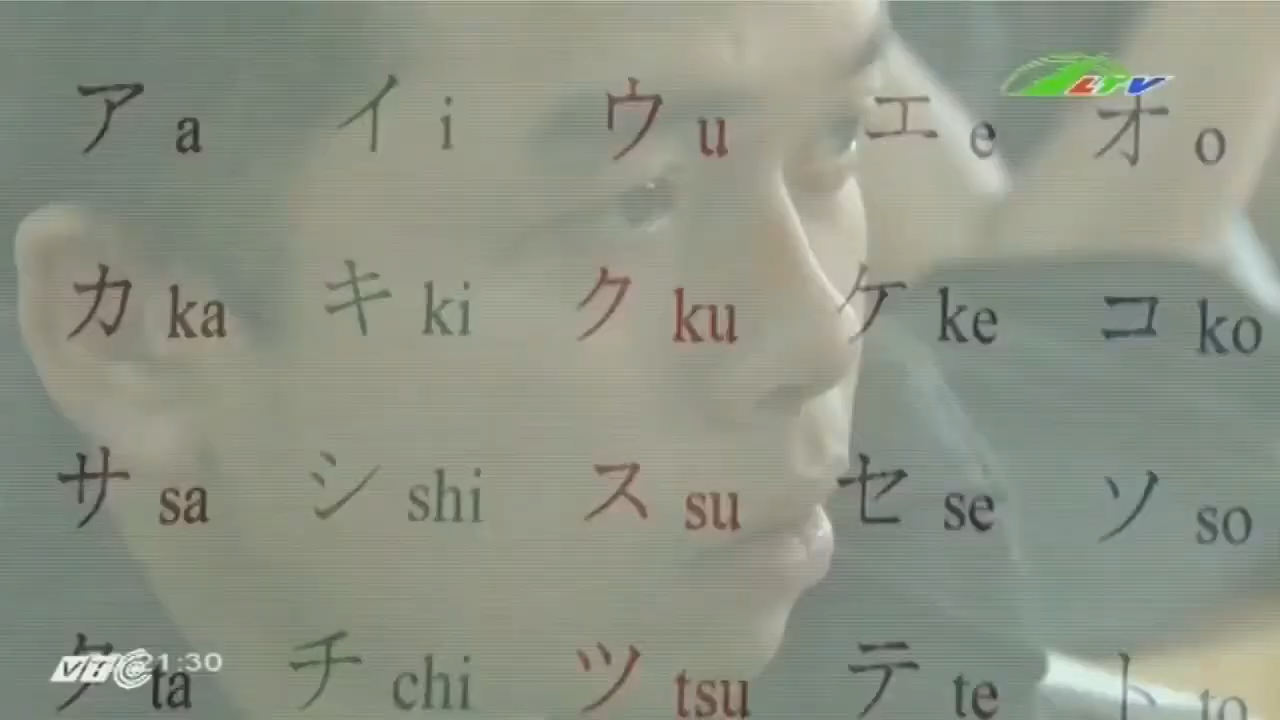 LTV
ア a イ i ウ u エ e オ o
カ ka キ ki ク ku ケ ke コ ko
サ sa シ shi ス su セ se ソ so
タ ta チ chi ツ tsu テ te ト to
VTC 21:30